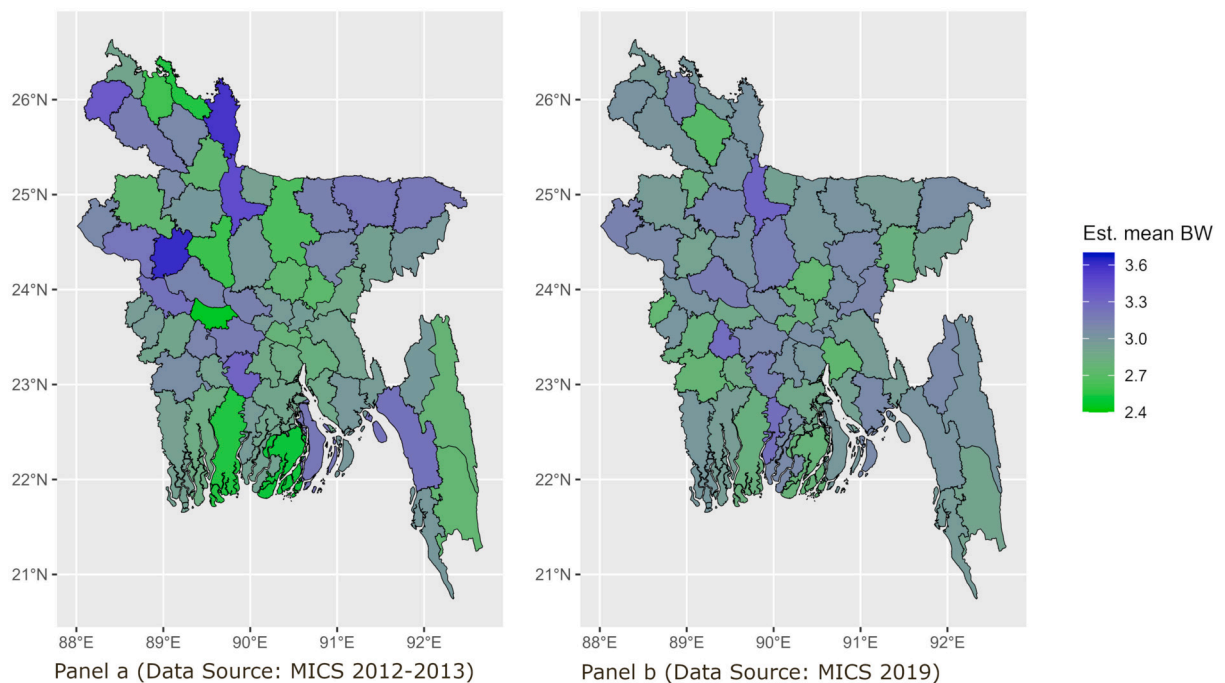 26°N
25°N
24°N
23°N
22°N
21°N
88°E 89°E 90°E 91°E 92°E
Panel a (Data Source: MICS 2012-2013)
26°N
25°N
24°N
23°N
22°N
21°N
88°E 89°E 90°E 91°E 92°E
Panel b (Data Source: MICS 2019)
Est. mean BW
3.6
3.3
3.0
2.7
2.4